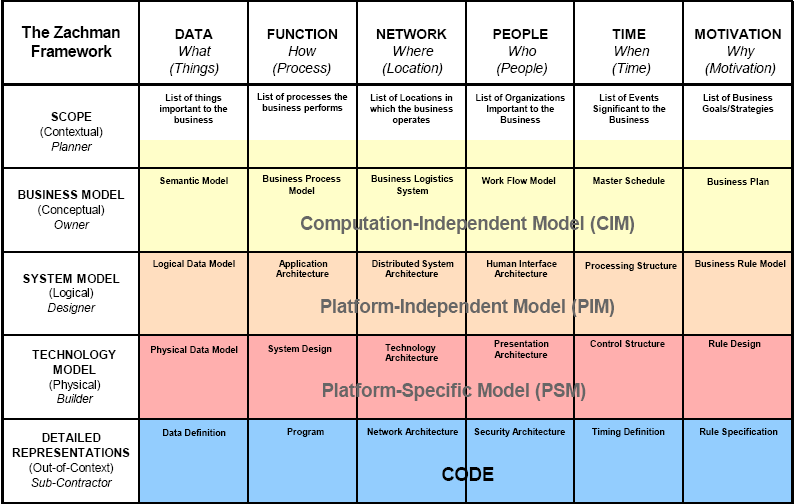 The Zachman
Framework
DATA
What
(Things)
FUNCTION
How
(Process)
NETWORK
Where
(Location)
PEOPLE
Who
(People)
TIME
When
(Time)
MOTIVATION
Why
(Motivation)
SCOPE
(Contextual)
Planner
List of things
important to the
business
List of processes the
business performs
List of Locations in
which the business
operates
List of Organizations
Important to the
Business
List of Events
Significant to the
Business
List of Business
Goals/Strategies
BUSINESS MODEL
(Conceptual)
Owner
Semantic Model
Business Process
Model
Business Logistics
System
Work Flow Model
Master Schedule
Business Plan
Computation-Independent Model (CIM)
SYSTEM MODEL
(Logical)
Designer
Logical Data Model
Application
Architecture
Distributed System
Architecture
Human Interface
Architecture
Processing Structure
Business Rule Model
Platform-Independent Model (PIM)
TECHNOLOGY
MODEL
(Physical)
Builder
Physical Data Model
System Design
Technology
Architecture
Presentation
Architecture
Control Structure
Rule Design
Platform-Specific Model (PSM)
DETAILED
REPRESENTATIONS
(Out-of-Context)
Sub-Contractor
Data Definition
Program
Network Architecture
Security Architecture
Timing Definition
Rule Specification
CODE